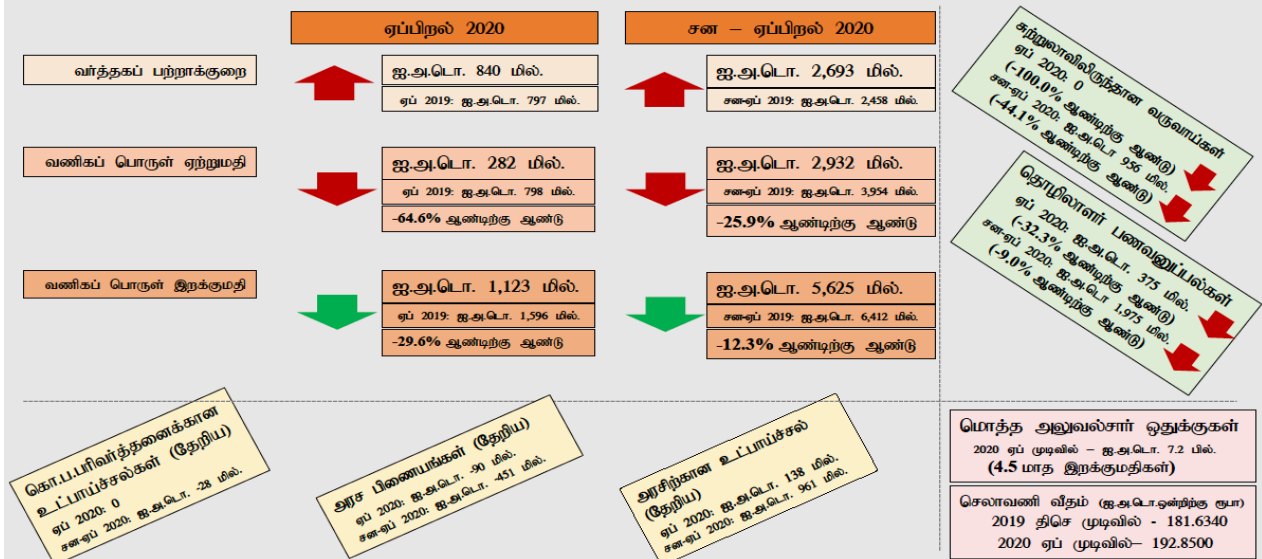 ஏப்பிறல் 2020
சன – ஏப்பிறல் 2020
வர்த்தகப் பற்றாக்குறை
ஐ.அ.டொ. 840 மில்.
ஏப் 2019: ஐ.அ.டொ. 797 மில்.
ஐ.அ.டொ. 2,693 மில்.
சன-ஏப் 2019: ஐ.அ.டொ. 2,458 மில்.
வணிகப் பொருள் ஏற்றுமதி
ஐ.அ.டொ. 282 மில்.
ஏப் 2019: ஐ.அ.டொ. 798 மில்.
-64.6% ஆண்டிற்கு ஆண்டு
ஐ.அ.டொ. 2,932 மில்.
சன-ஏப் 2019: ஐ.அ.டொ. 3,954 மில்.
-25.9% ஆண்டிற்கு ஆண்டு
வணிகப் பொருள் இறக்குமதி
ஐ.அ.டொ. 1,123 மில்.
ஏப் 2019: ஐ.அ.டொ. 1,596 மில்.
-29.6% ஆண்டிற்கு ஆண்டு
ஐ.அ.டொ. 5,625 மில்.
சன-ஏப் 2019: ஐ.அ.டொ. 6,412 மில்.
-12.3% ஆண்டிற்கு ஆண்டு
சுற்றுலாவிலிருந்தான வருவாய்கள்
ஏப் 2020: 0
(-100.0% ஆண்டிற்கு ஆண்டு)
சன-ஏப் 2020: ஐ.அ.டொ 956 மில்.
(-44.1% ஆண்டிற்கு ஆண்டு)
தொழிலாளர் பணவனுப்பல்கள்
ஏப் 2020: ஐ.அ.டொ. 375 மில்.
(-32.3% ஆண்டிற்கு ஆண்டு)
சன-ஏப் 2020: ஐ.அ.டொ 1,975 மில்.
(-9.0% ஆண்டிற்கு ஆண்டு)
கொ.ப.பரிவர்த்தனைக்கான
உட்பாய்ச்சல்கள் (தேறிய)
ஏப் 2020: 0
சன-ஏப் 2020: ஐ.அ.டொ. -28 மில்.
அரச பிணையங்கள் (தேறிய)
ஏப் 2020: ஐ.அ.டொ. -90 மில்.
சன-ஏப் 2020: ஐ.அ.டொ. -451 மில்.
அரசிற்கான உட்பாய்ச்சல்
(தேறிய)
ஏப் 2020: ஐ.அ.டொ. 138 மில்.
சன-ஏப் 2020: ஐ.அ.டொ. 961 மில்.
மொத்த அலுவல்சார் ஒதுக்குகள்
2020 ஏப் முடிவில் – ஐ.அ.டொ. 7.2 பில்.
(4.5 மாத இறக்குமதிகள்)
செலாவணி வீதம் (ஐ.அ.டொ.ஒன்றிற்கு ரூபா)
2019 திசெ முடிவில் - 181.6340
2020 ஏப் முடிவில்– 192.8500